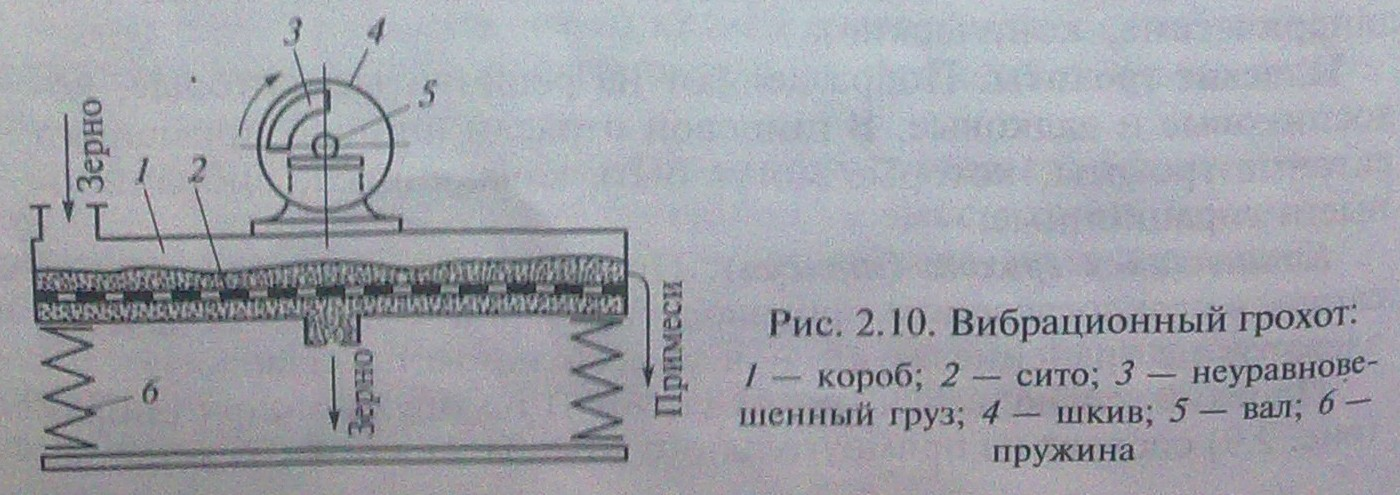 3
4
5
Зерно
1
2
Примеси
6
Зерно
Рис. 2.10. Вибрационный грохот:
1 — короб; 2 — сито; 3 — неуравнове-
шенный груз; 4 — шкив; 5 — вал; 6 —
пружина